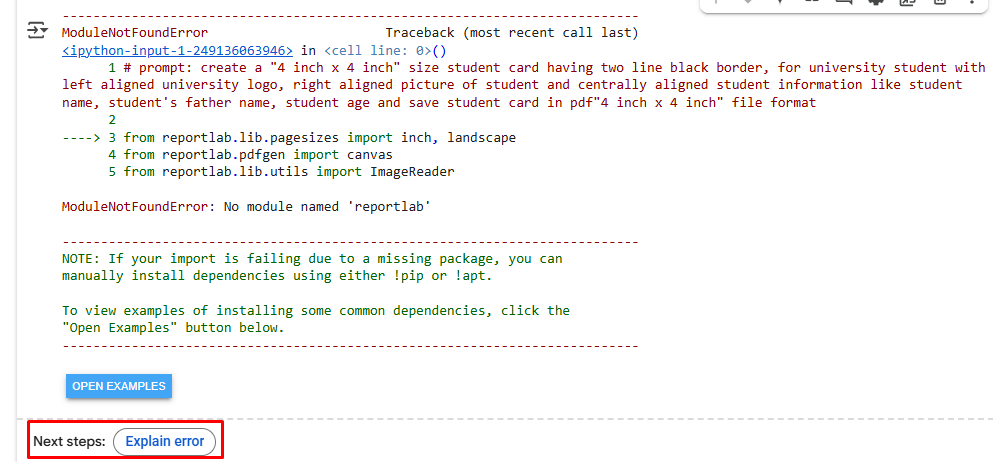 ---------------------------------------------------------------------------
ModuleNotFoundError                       Traceback (most recent call last)
<ipython-input-1-249136063946> in <cell line: 0>()
      1 # prompt: create a "4 inch x 4 inch" size student card having two line black border, for university student with
left aligned university logo, right aligned picture of student and centrally aligned student information like student
name, student's father name, student age and save student card in pdf"4 inch x 4 inch" file format
      2
----> 3 from reportlab.lib.pagesizes import inch, landscape
      4 from reportlab.pdfgen import canvas
      5 from reportlab.lib.utils import ImageReader
ModuleNotFoundError: No module named 'reportlab'
---------------------------------------------------------------------------
NOTE: If your import is failing due to a missing package, you can
manually install dependencies using either !pip or !apt.
To view examples of installing some common dependencies, click the
"Open Examples" button below.
---------------------------------------------------------------------------
OPEN EXAMPLES
Next steps: Explain error